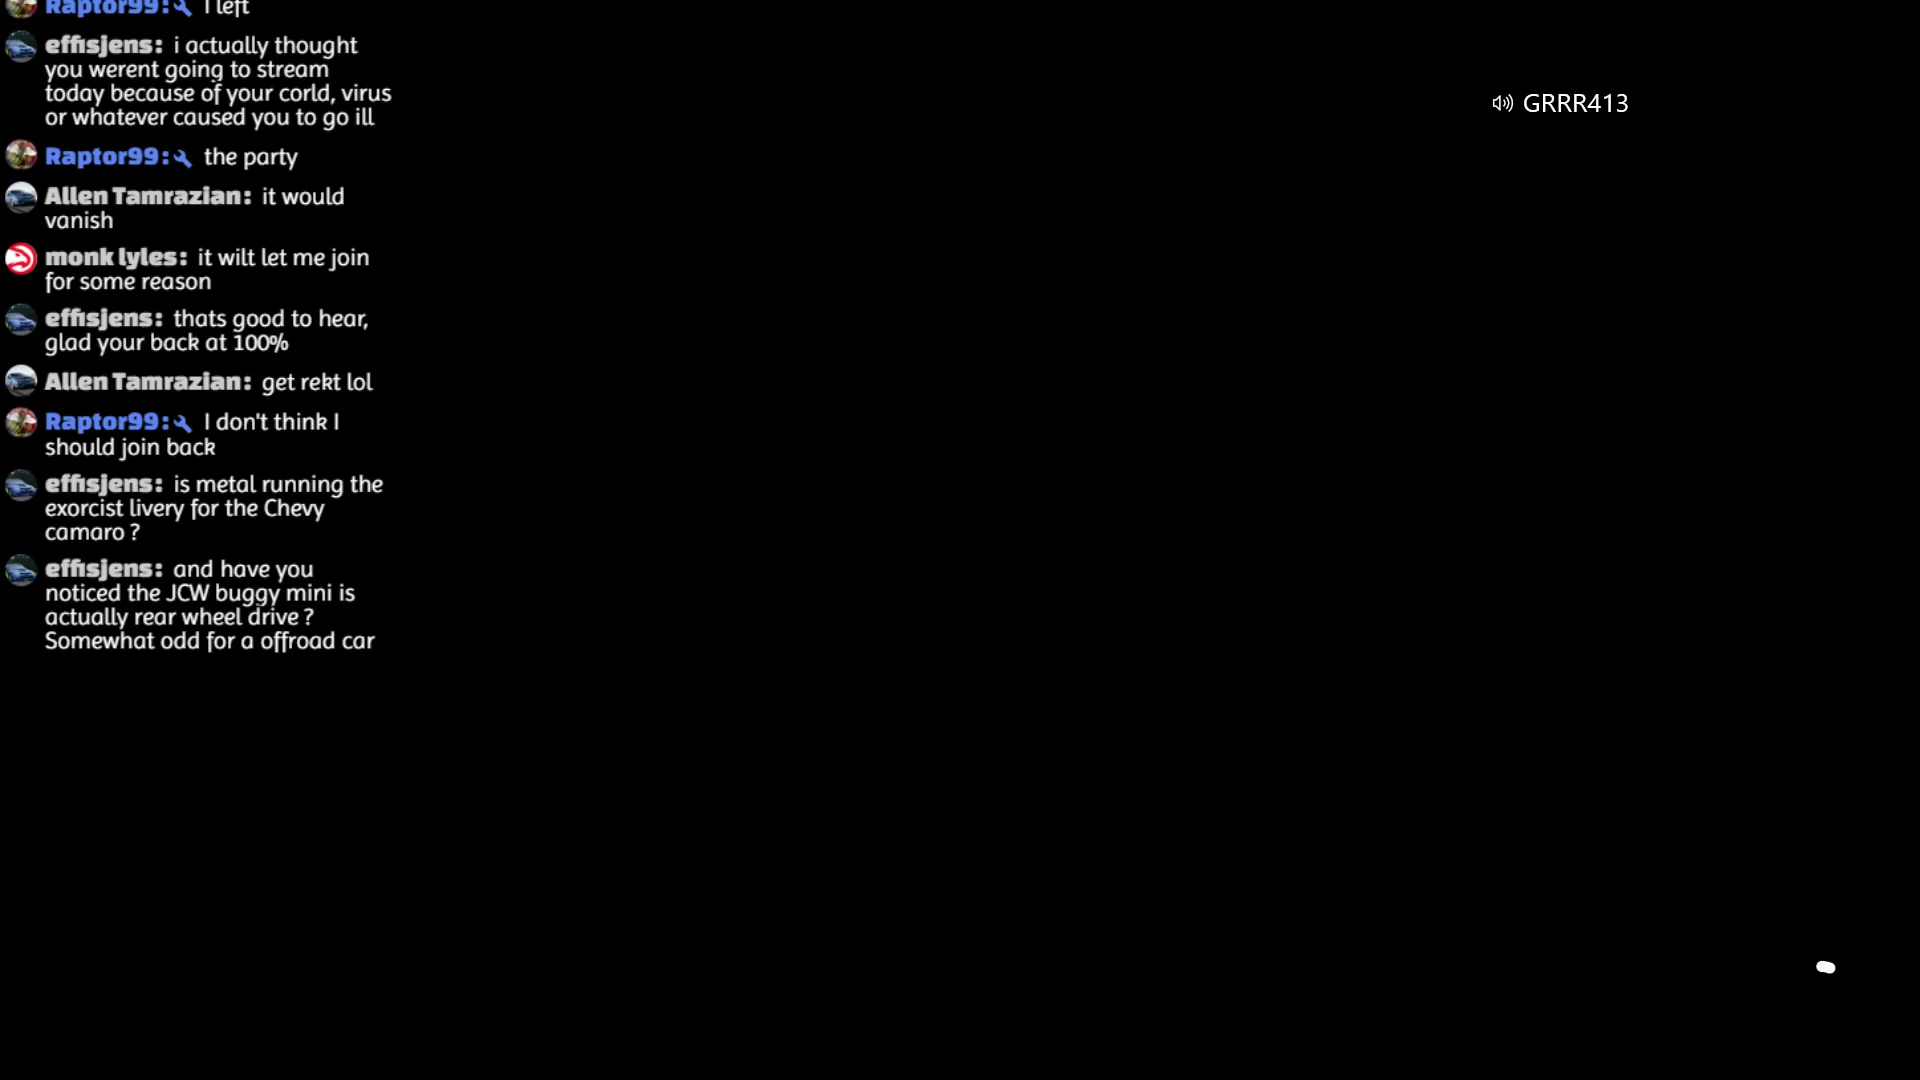 Raptor99: I left
effisjens: i actually thought
you werent going to stream
today because of your corld, virus
or whatever caused you to go ill
Raptor99: the party
Allen Tamrazian: it would
vanish
monk lyles: it wilt let me join
for some reason
effisjens: thats good to hear,
glad your back at 100%
Allen Tamrazian: get rekt lol
Raptor99: I don't think I
should join back
effisjens: is metal running the
exorcist livery for the Chevy
camaro ?
effisjens: and have you
noticed the JCW buggy mini is
actually rear wheel drive ?
Somewhat odd for a offroad car
GRRR413